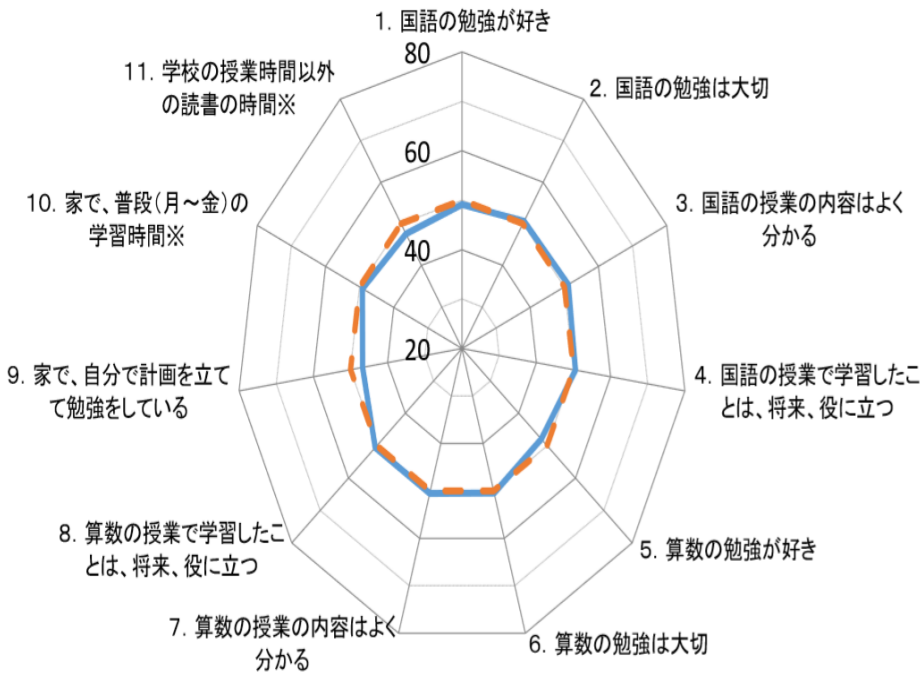 1. 国語の勉強が好き
80
11. 学校の授業時間以外
の読書の時間※
2. 国語の勉強は大切
60
10. 家で、普段(月~金)の
学習時間※
3. 国語の授業の内容はよく
分かる
40
20
9. 家で、自分で計画を立て
て勉強をしている
4. 国語の授業で学習したこ
とは、将来、役に立つ
8. 算数の授業で学習したこ
とは、将来、役に立つ
5. 算数の勉強が好き
7. 算数の授業の内容はよく
分かる
6. 算数の勉強は大切